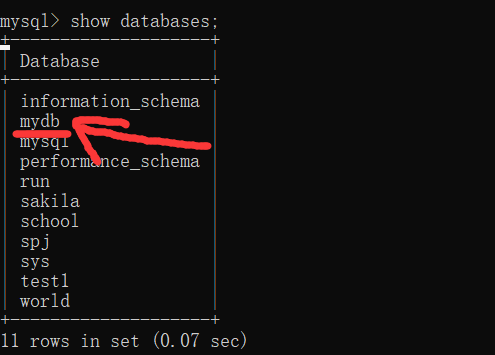 mysql> show databases;
+--------------------+
| Database |
+--------------------+
| information_schema |
| mydb |
| mysql |
| performance_schema |
| run |
| sakila |
| school |
| spj |
| sys |
| test1 |
| world |
+--------------------+
11 rows in set (0.07 sec)